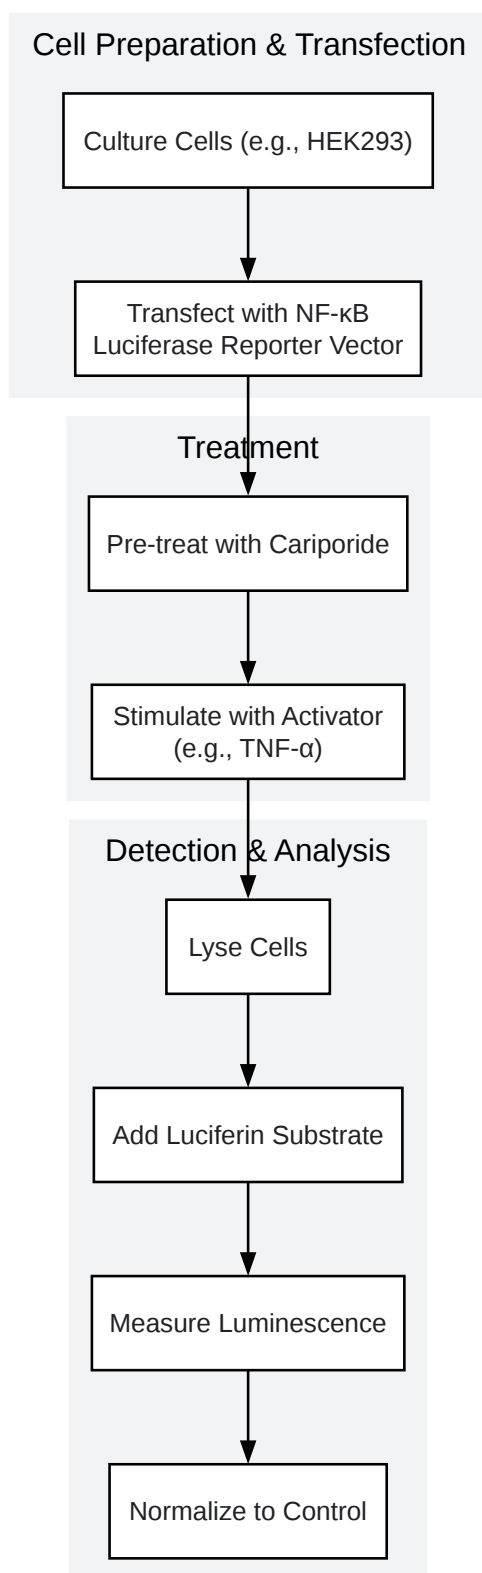 Cell Preparation & Transfection
Culture Cells (e.g., HEK293)
Transfect with NF-κB
Luciferase Reporter Vector
Treatment
Pre-treat with Cariporide
Stimulate with Activator
(e.g., TNF-α)
Detection & Analysis
Lyse Cells
Add Luciferin Substrate
Measure Luminescence
Normalize to Control